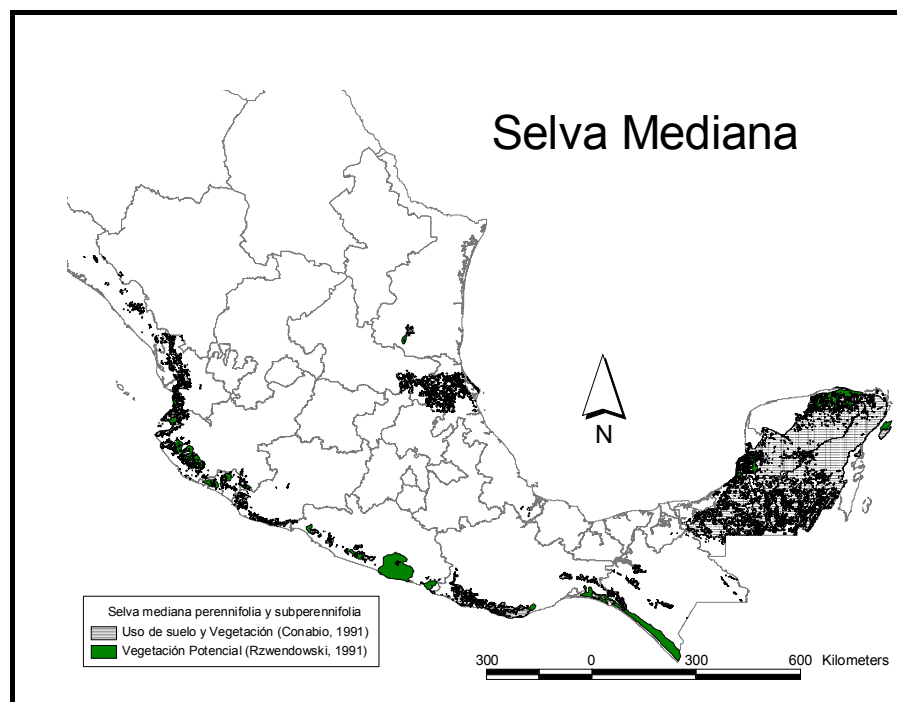 Selva Mediana
N
Selva mediana perennifolia y subperennifolia
Uso de suelo y Vegetación (Conabio, 1991)
Vegetación Potencial (Rzwendowski, 1991)
300 0 300 600 Kilometers